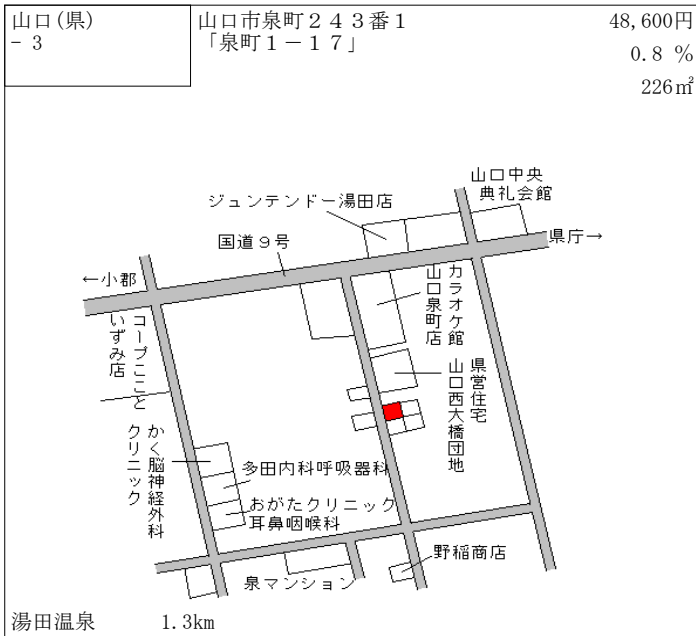 山口(県)
- 3
山口市泉町２４３番１
「泉町１－１７」
48,600円
0.8 %
226㎡
山口中央
典礼会館
ジュンテンドー湯田店
国道９号
県庁→
←小郡
カラオケ館
山口泉町店
コープここと
いずみ店
県営住宅
山口西大橋団地
かく脳神経外科
クリニック
多田内科呼吸器科
おがたクリニック
耳鼻咽喉科
野稲商店
泉マンション
湯田温泉 1.3km